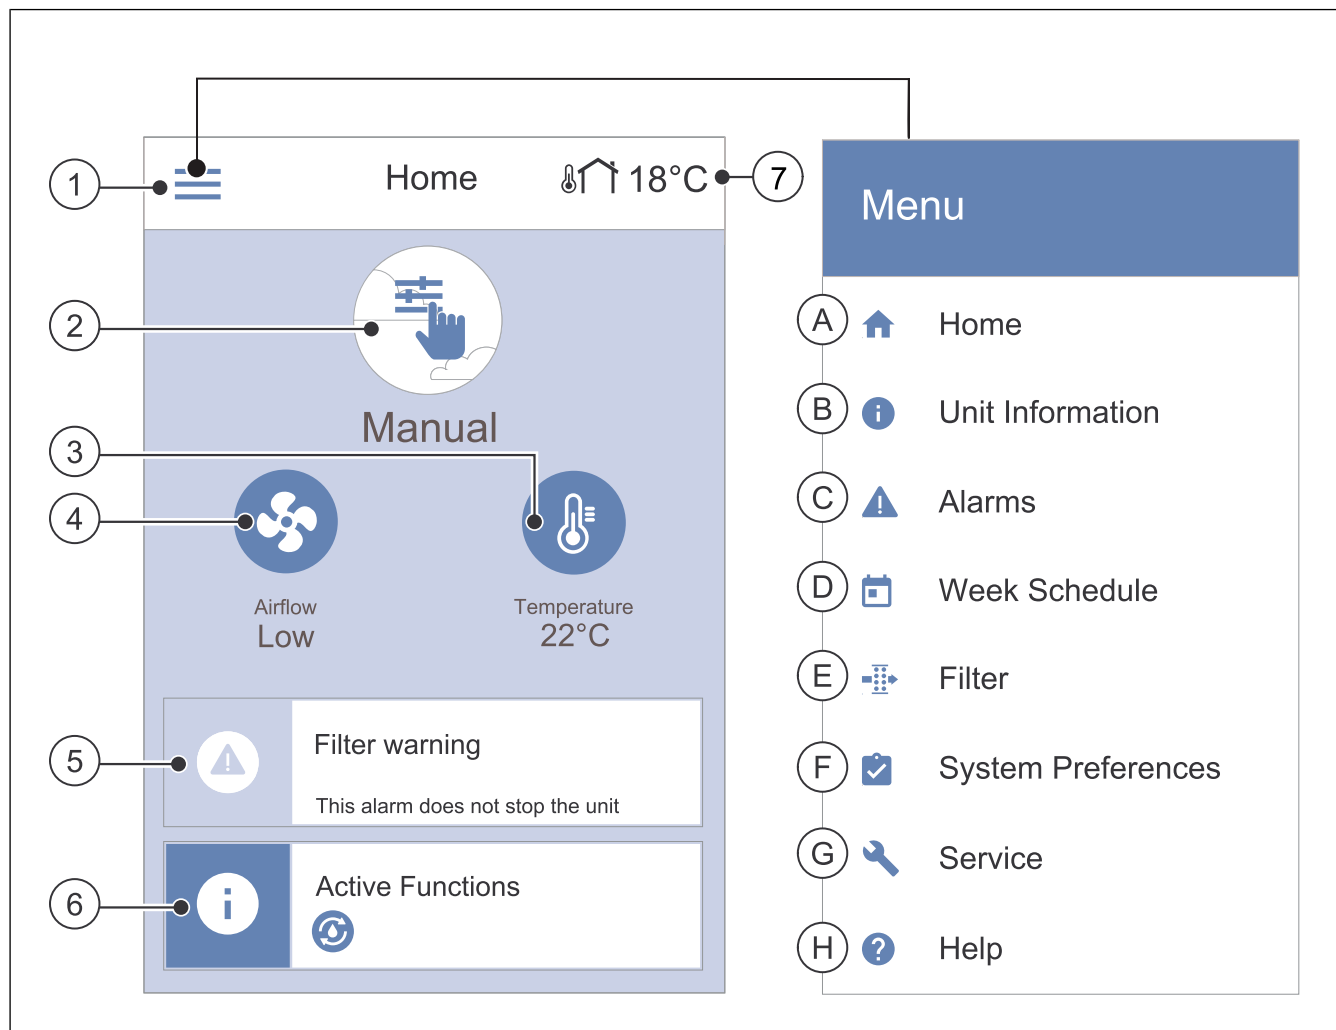 1
Home
18°C
7
2
Manual
3
4
Airflow
Low
Temperature
22°C
5
Filter warning
This alarm does not stop the unit
6
Active Functions
Menu
A Home
B Unit Information
C Alarms
D Week Schedule
E Filter
F System Preferences
G Service
H Help